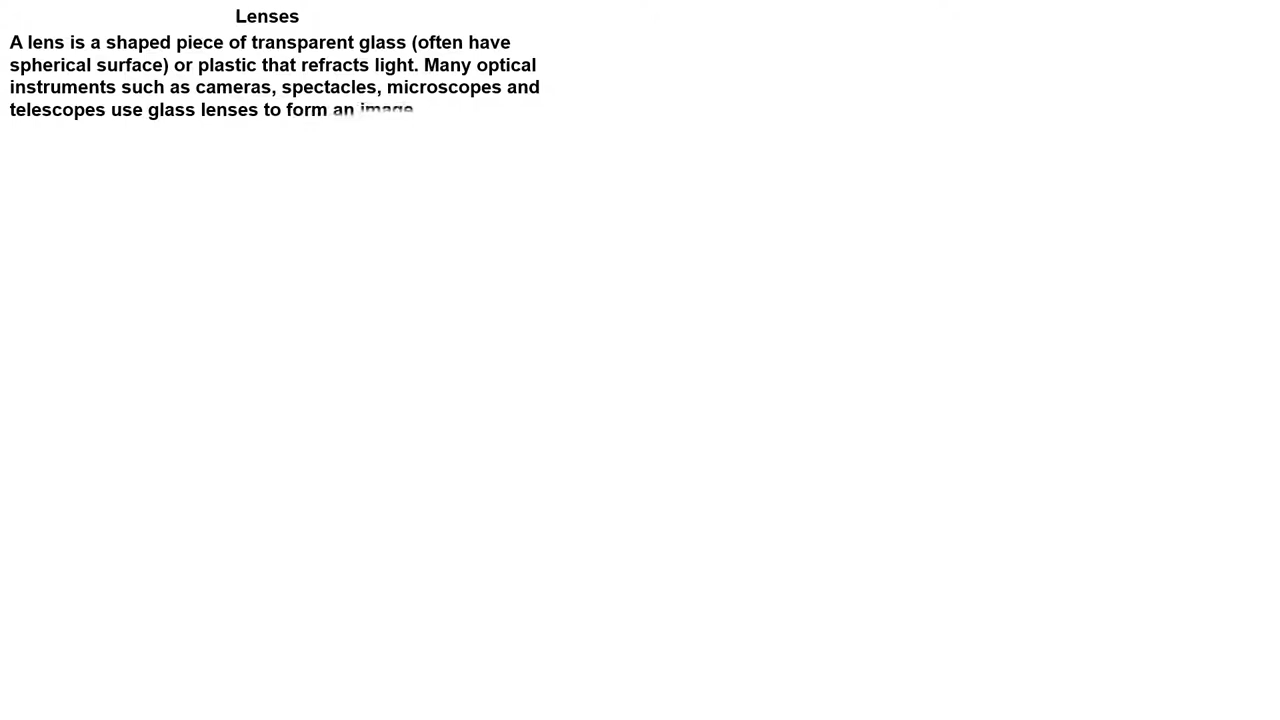 Lenses
A lens is a shaped piece of transparent glass (often have
spherical surface) or plastic that refracts light. Many optical
instruments such as cameras, spectacles, microscopes and
telescopes use glass lenses to form an image